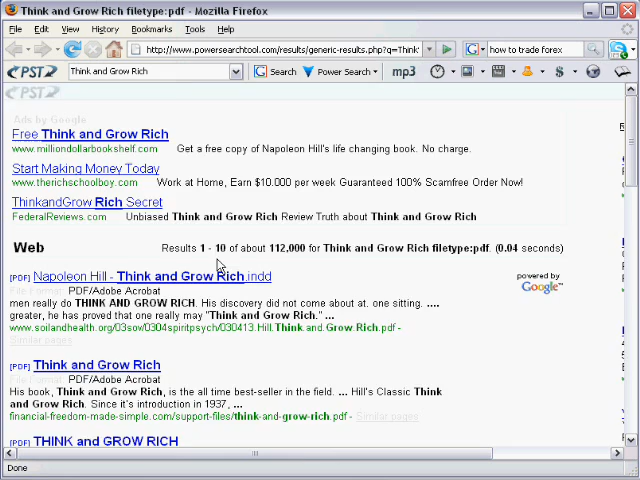 Think and Grow Rich filetype:pdf - Mozilla Firefox
File Edit View History Bookmarks Tools Help
http://www.powersearchtool.com/results/generic-results.php?q=Think how to trade forex
PST Think and Grow Rich Search Power Search mp3
PST
Ads by Google
Free Think and Grow Rich
www.milliondollarbookshelf.com Get a free copy of Napoleon Hill's life changing book. No charge.
Start Making Money Today
www.therichschoolboy.com Work at Home, Earn $10.000 per week Guaranteed 100% Scamfree Order Now!
ThinkandGrow Rich Secret
FederalReviews.com Unbiased Think and Grow Rich Review Truth about Think and Grow Rich
Web Results 1 - 10 of about 112,000 for Think and Grow Rich filetype:pdf. (0.04 seconds)
[PDF] Napoleon Hill - Think and Grow Rich.indd
powered by
Google™
File Format: PDF/Adobe Acrobat
men really do THINK AND GROW RICH. His discovery did not come about at. one sitting. ....
greater, he has proved that one really may "Think and Grow Rich." ...
www.soilandhealth.org/03sov/0304spiritpsych/030413.Hill.Think.and.Grow.Rich.pdf -
Similar pages
[PDF] Think and Grow Rich
File Format: PDF/Adobe Acrobat
His book, Think and Grow Rich, is the all time best-seller in the field. ... Hill's Classic Think
and Grow Rich. Since it's introduction in 1937, ...
financial-freedom-made-simple.com/support-files/think-and-grow-rich.pdf - Similar pages
[PDF] THINK and GROW RICH
Done